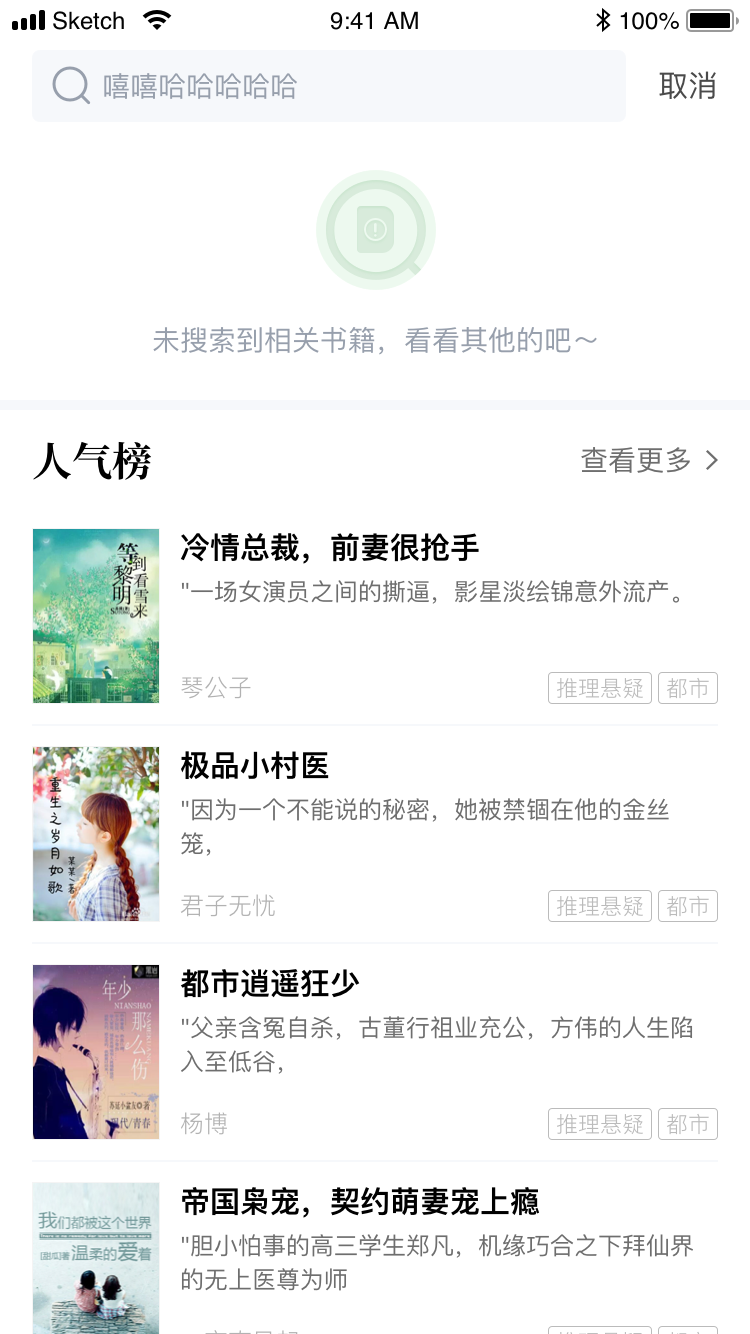 Sketch 9:41 AM 100%
嘻嘻哈哈哈哈哈 取消
未搜索到相关书籍，看看其他的吧～
人气榜 查看更多
等到黎明看雪来
冷情总裁，前妻很抢手
"一场女演员之间的撕逼，影星淡绘锦意外流产。
琴公子 推理悬疑 都市
重生之岁月如歌
某某/著
极品小村医
"因为一个不能说的秘密，她被禁锢在他的金丝
笼，
君子无忧 推理悬疑 都市
年少
NIANSHAO
那么伤
现代/青春
都市逍遥狂少
"父亲含冤自杀，古董行祖业充公，方伟的人生陷
入至低谷，
杨博 推理悬疑 都市
我们都被这个世界
[甜瓜]著 温柔的爱着
帝国枭宠，契约萌妻宠上瘾
"胆小怕事的高三学生郑凡，机缘巧合之下拜仙界
的无上医尊为师